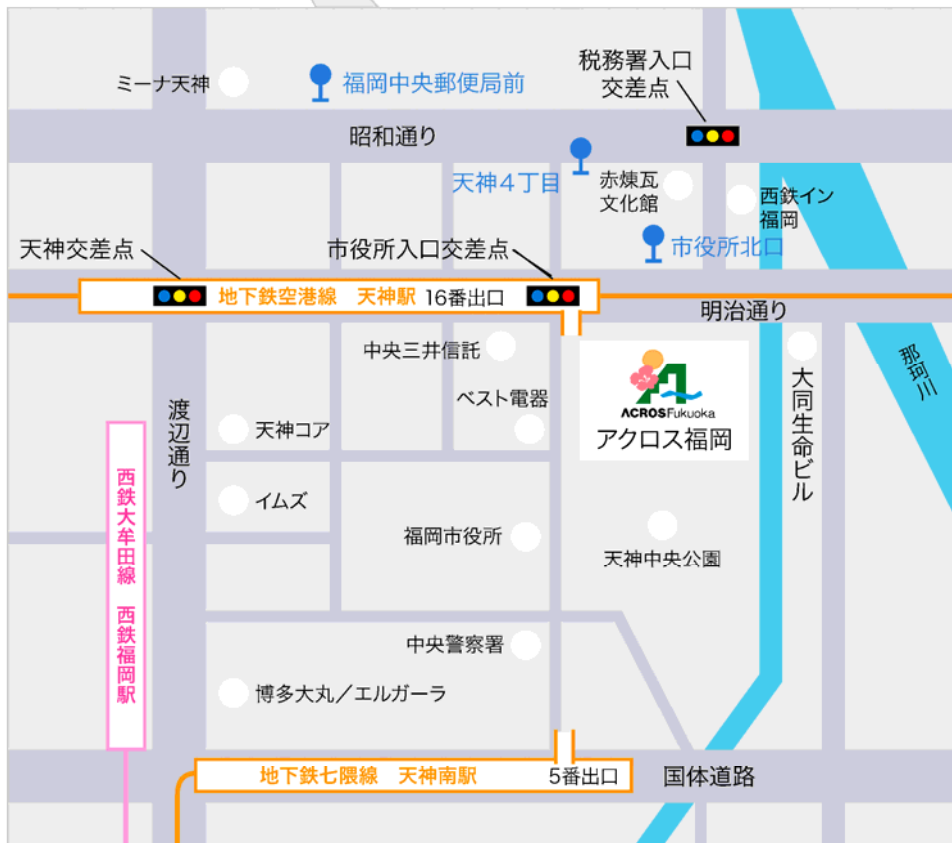 ミーナ天神
福岡中央郵便局前
税務署入口
交差点
昭和通り
天神4丁目
赤煉瓦
文化館
西鉄イン
福岡
市役所北口
天神交差点
市役所入口交差点
地下鉄空港線 天神駅 16番出口
明治通り
中央三井信託
ベスト電器
ACROSFukuoka
アクロス福岡
大同生命ビル
那珂川
渡辺通り
天神コア
イムズ
西鉄大牟田線 西鉄福岡駅
福岡市役所
天神中央公園
中央警察署
博多大丸/エルガーラ
地下鉄七隈線 天神南駅 5番出口
国体道路